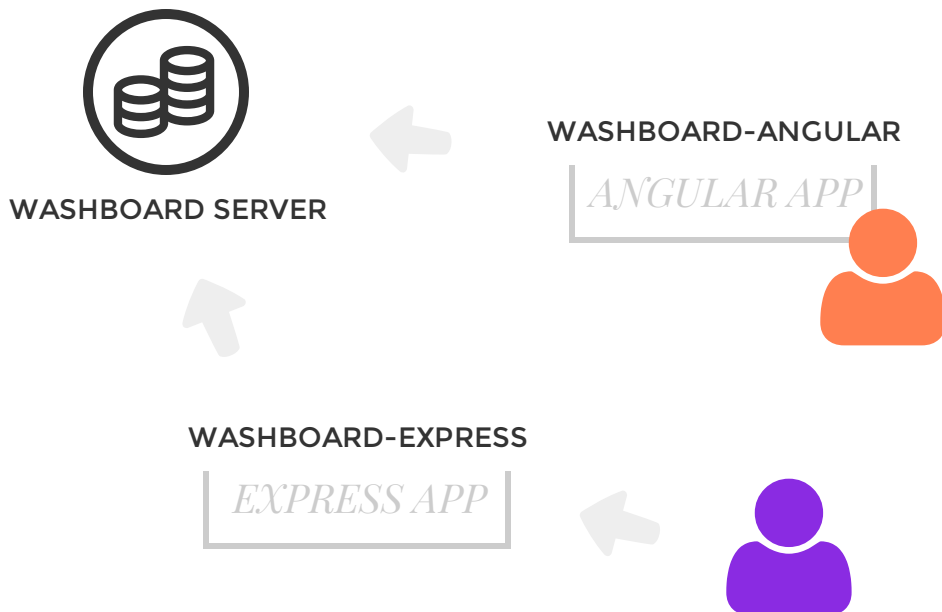 WASHBOARD-ANGULAR
ANGULAR APP
WASHBOARD SERVER
WASHBOARD-EXPRESS
EXPRESS APP